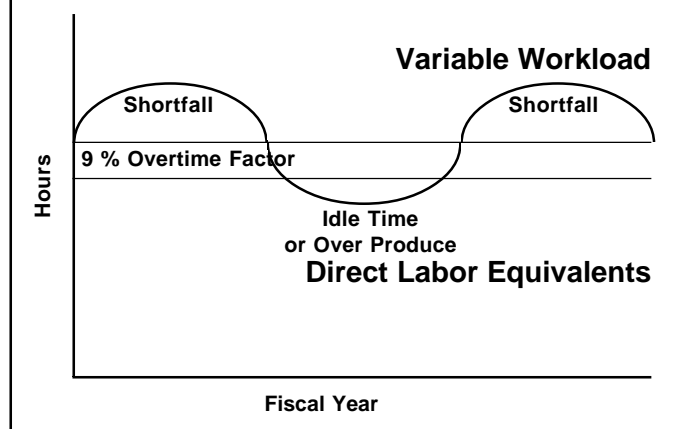 Variable Workload
Shortfall
Shortfall
9 % Overtime Factor
Hours
Idle Time
or Over Produce
Direct Labor Equivalents
Fiscal Year